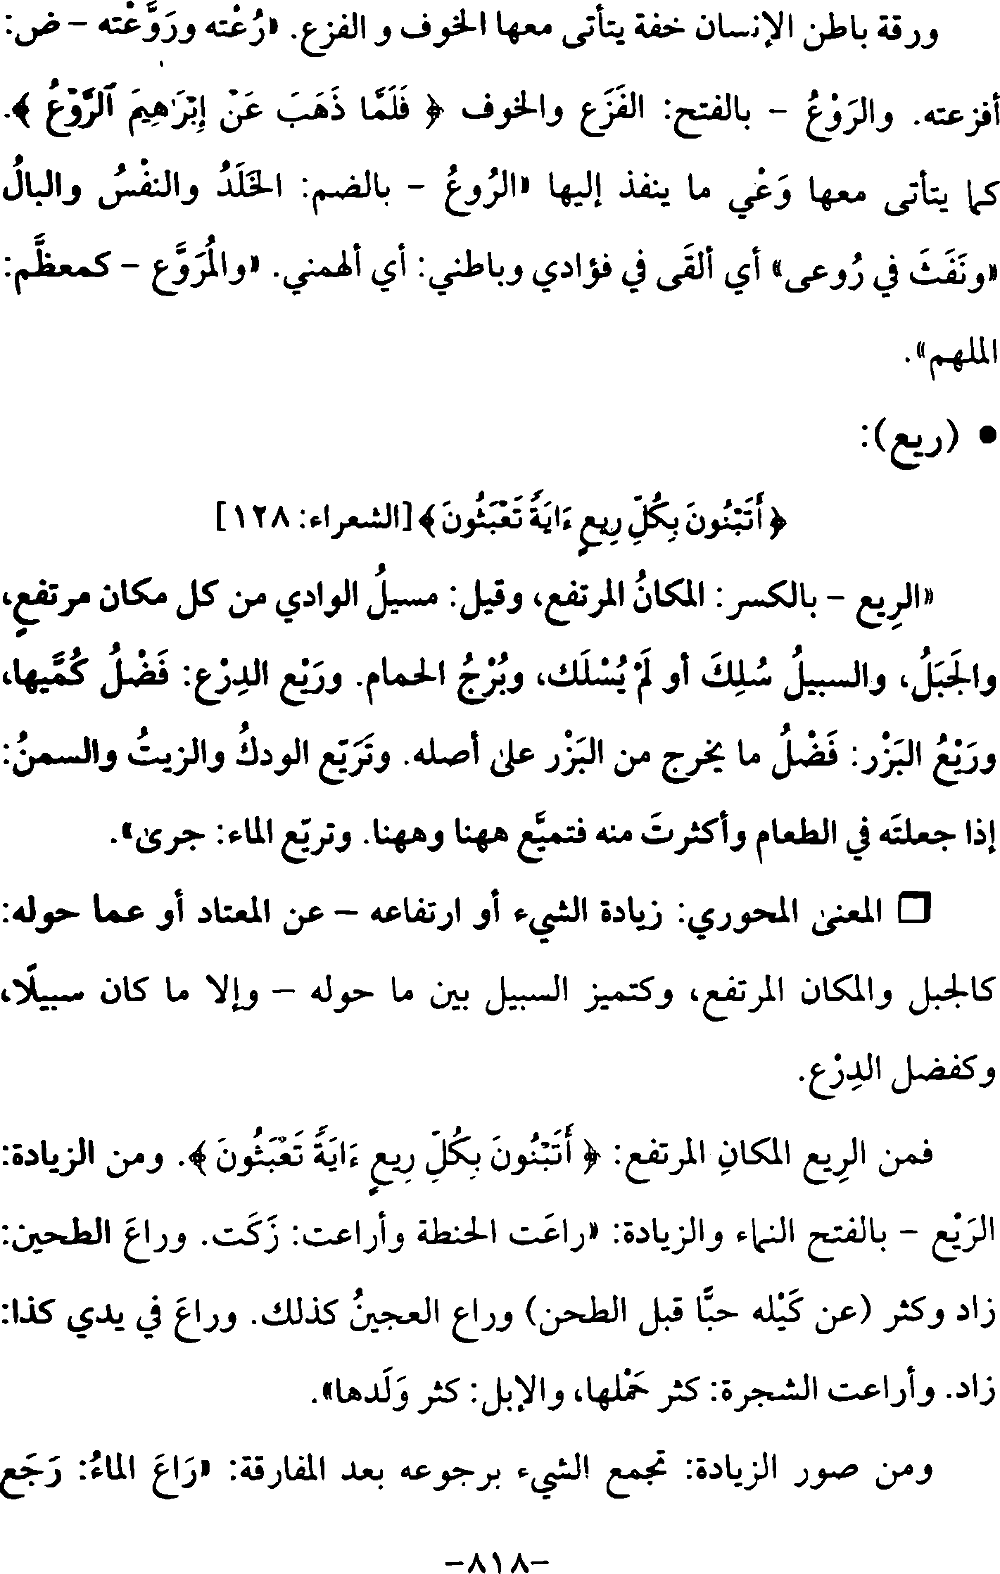 ورقة باطن الإنسان خفة يتأتى معها الخوف و الفزع. «رُعْته ورَوَّعْته – ض:
أفزعته. والرَوْعُ – بالفتح: الفَزَع والخوف ﴿ فَلَمَّا ذَهَبَ عَنْ إِبْرَٰهِيمَ ٱلرَّوْعُ ﴾.
كما يتأتى معها وَعْي ما ينفذ إليها «الرُوعُ – بالضم: الخَلَدُ والنفْسُ والبالُ
«ونَفَثَ في رُوعى» أي ألقَى في فؤادي وباطني: أي ألهمني. «والمُرَوَّع – كمعظَّم:
الملهم».
• (ريع):
﴿ أَتَبْنُونَ بِكُلِّ رِيعٍ ءَايَةً تَعْبَثُونَ ﴾ [الشعراء: ١٢٨]
«الرِيع – بالكسر: المكانُ المرتفع، وقيل: مسيلُ الوادي من كل مكان مرتفعٍ،
والجَبَلُ، والسبيلُ سُلِكَ أو لَمْ يُسْلَك، وبُرْجُ الحمام. ورَيْع الدِرْع: فَضْلُ كُمَّيها،
ورَيْعُ البَزْر: فَضْلُ ما يخرج من البَزْر على أصله. وتَرَيّع الودكُ والزيتُ والسمنُ:
إذا جعلتَه في الطعام وأكثرتَ منه فتميَّع ههنا وههنا. وتريّع الماء: جرى».
❒ المعنى المحوري: زيادة الشيء أو ارتفاعه – عن المعتاد أو عما حوله:
كالجبل والمكان المرتفع، وكتميز السبيل بين ما حوله – وإلا ما كان سبيلًا،
وكفضل الدِرْع.
فمن الرِيع المكانِ المرتفع: ﴿ أَتَبْنُونَ بِكُلِّ رِيعٍ ءَايَةً تَعْبَثُونَ ﴾. ومن الزيادة:
الرَيْع – بالفتح النماء والزيادة: «راعَت الحنطة وأراعت: زَكَت. وراعَ الطحين:
زاد وكثر (عن كَيْله حبًّا قبل الطحن) وراع العجينُ كذلك. وراعَ في يدي كذا:
زاد. وأراعت الشجرة: كثر حَمْلها، والإبل: كثر وَلَدها».
ومن صور الزيادة: تجمع الشيء برجوعه بعد المفارقة: «رَاعَ الماءُ: رَجَع
–٨١٨–